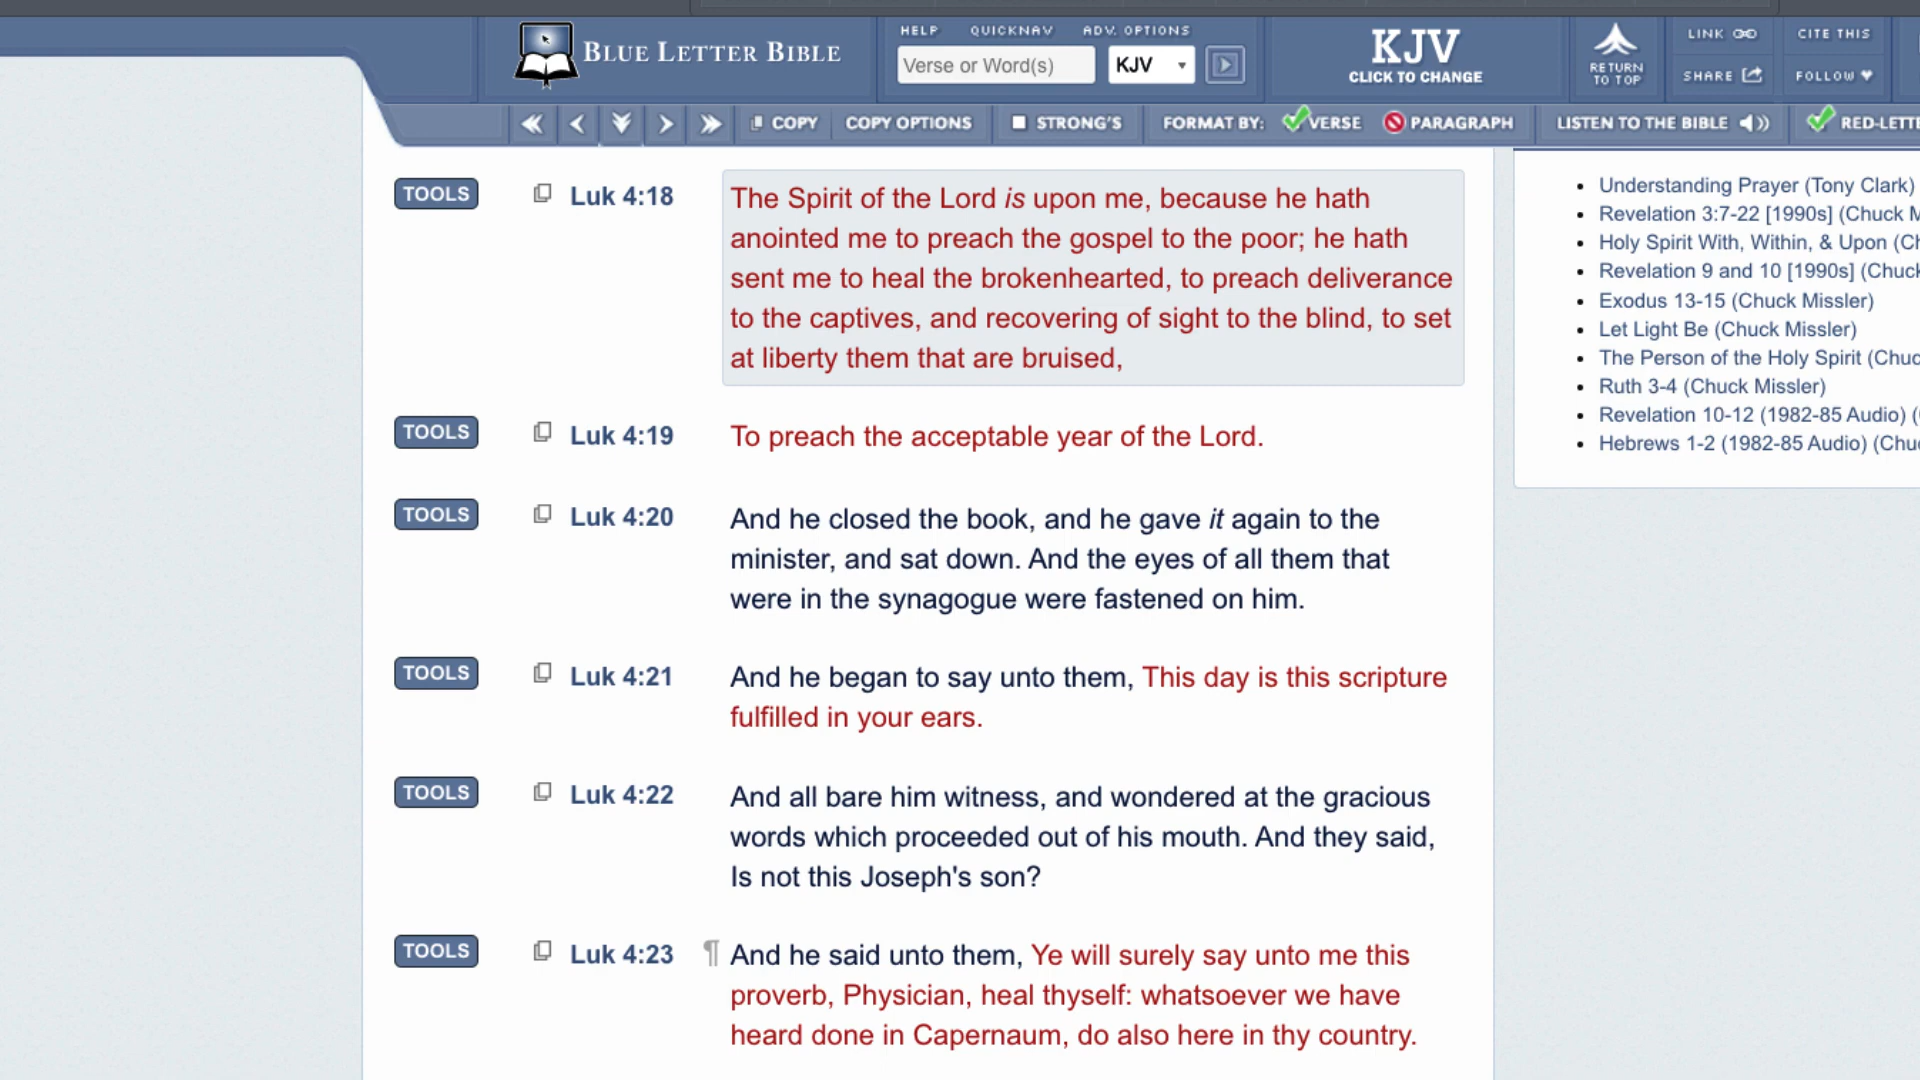 BLUE LETTER BIBLE
HELP QUICKNAV ADV. OPTIONS
Verse or Word(s) KJV
KJV
CLICK TO CHANGE
RETURN
TO TOP
LINK
SHARE
CITE THIS
FOLLOW
COPY COPY OPTIONS STRONG'S FORMAT BY: VERSE PARAGRAPH LISTEN TO THE BIBLE RED-LETTE
TOOLS Luk 4:18 The Spirit of the Lord is upon me, because he hath
anointed me to preach the gospel to the poor; he hath
sent me to heal the brokenhearted, to preach deliverance
to the captives, and recovering of sight to the blind, to set
at liberty them that are bruised,
TOOLS Luk 4:19 To preach the acceptable year of the Lord.
TOOLS Luk 4:20 And he closed the book, and he gave it again to the
minister, and sat down. And the eyes of all them that
were in the synagogue were fastened on him.
TOOLS Luk 4:21 And he began to say unto them, This day is this scripture
fulfilled in your ears.
TOOLS Luk 4:22 And all bare him witness, and wondered at the gracious
words which proceeded out of his mouth. And they said,
Is not this Joseph's son?
TOOLS Luk 4:23 ¶ And he said unto them, Ye will surely say unto me this
proverb, Physician, heal thyself: whatsoever we have
heard done in Capernaum, do also here in thy country.
• Understanding Prayer (Tony Clark)
• Revelation 3:7-22 [1990s] (Chuck M
• Holy Spirit With, Within, & Upon (Ch
• Revelation 9 and 10 [1990s] (Chuck
• Exodus 13-15 (Chuck Missler)
• Let Light Be (Chuck Missler)
• The Person of the Holy Spirit (Chuc
• Ruth 3-4 (Chuck Missler)
• Revelation 10-12 (1982-85 Audio) (
• Hebrews 1-2 (1982-85 Audio) (Chu